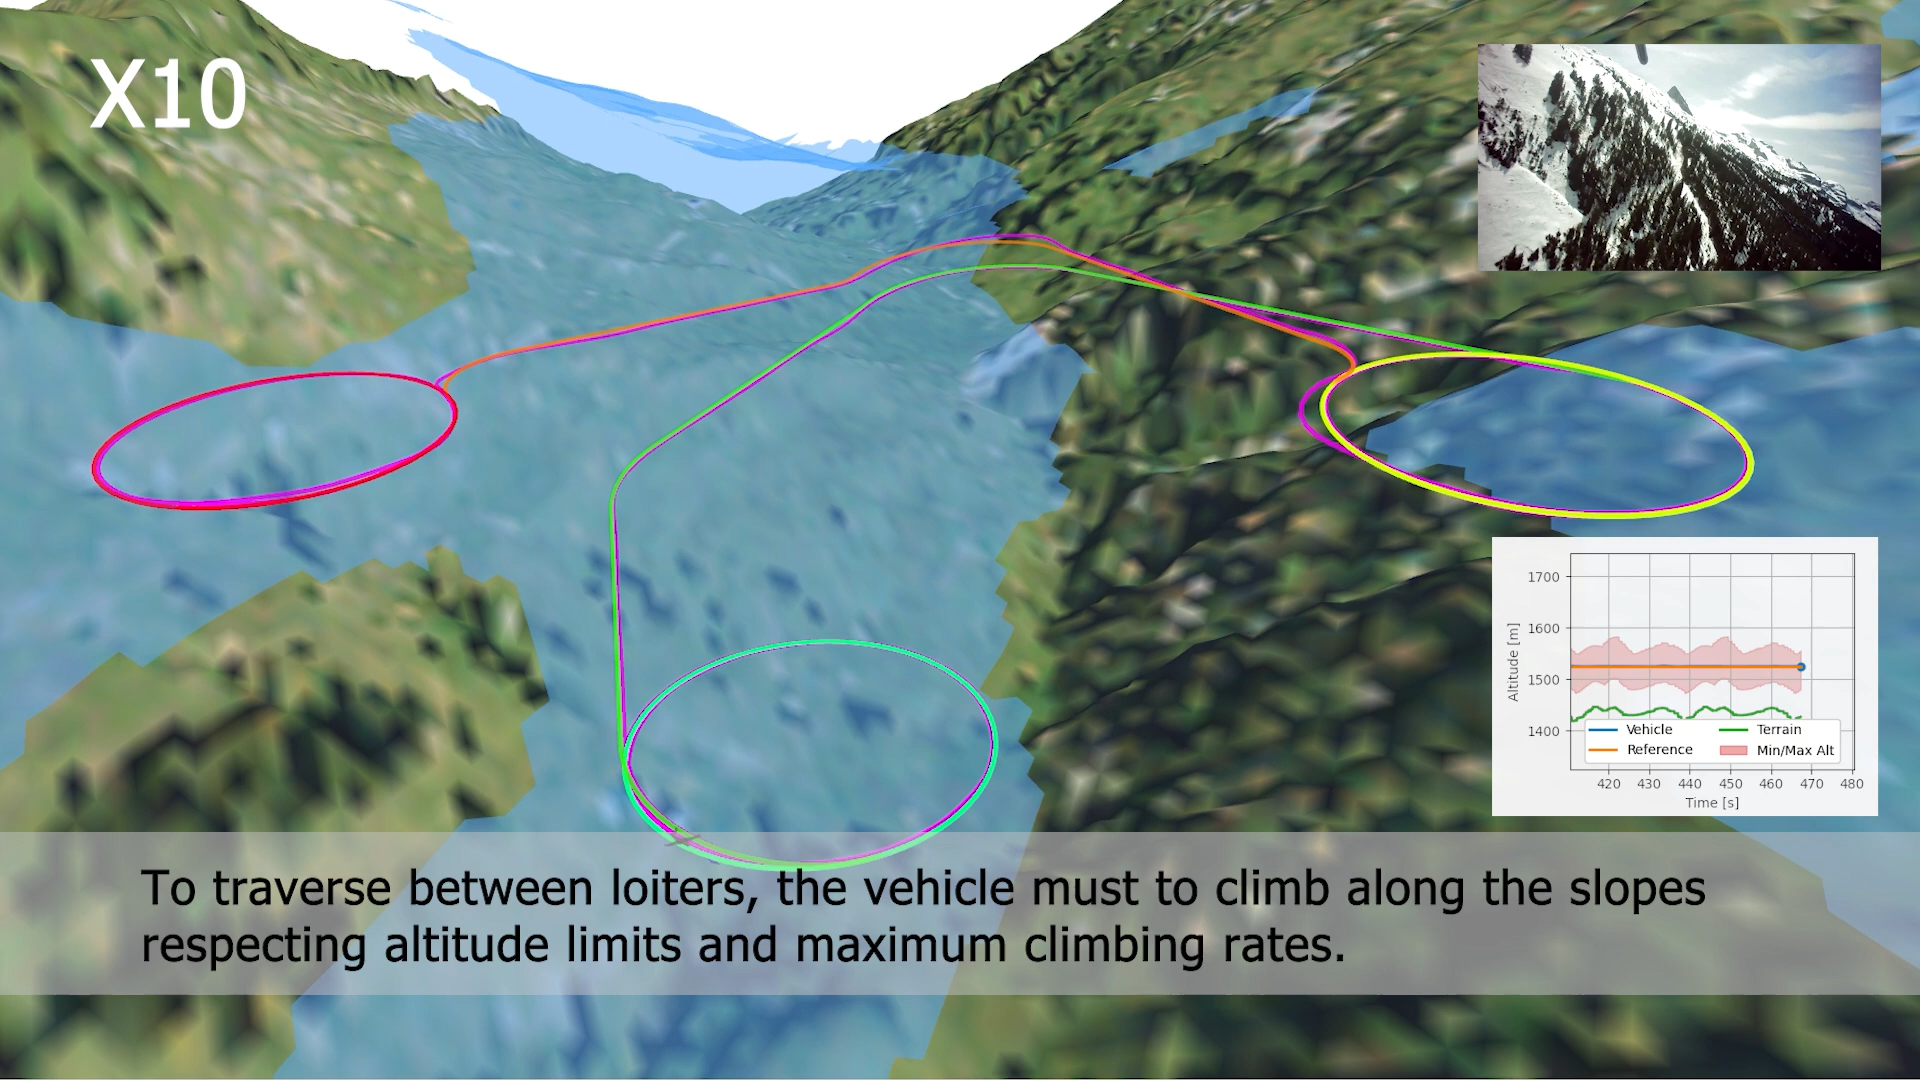 X10
1700
1600
1500
1400
Altitude [m]
Vehicle
Terrain
Reference
Min/Max Alt
420 430 440 450 460 470 480
Time [s]
To traverse between loiters, the vehicle must to climb along the slopes
respecting altitude limits and maximum climbing rates.